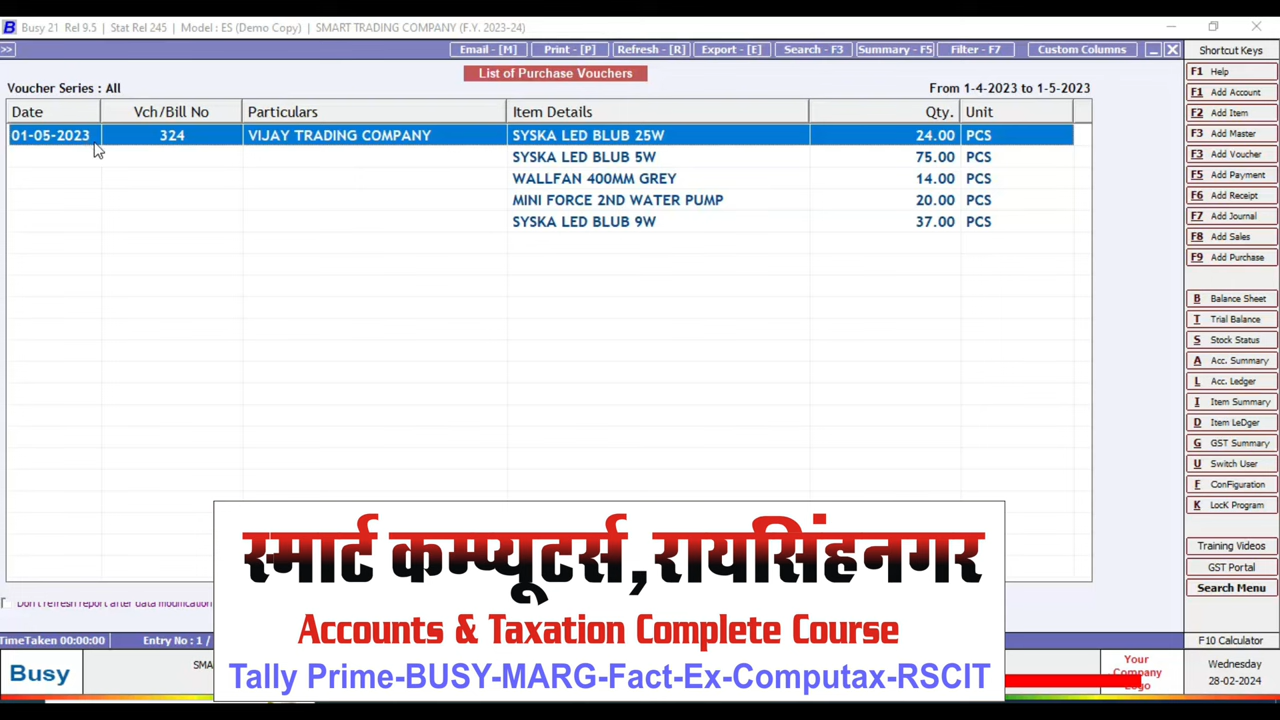 Busy 21 Rel 9.5 | Stat Rel 245 | Model : ES (Demo Copy) | SMART TRADING COMPANY (F.Y. 2023-24)
>> Email - [M] Print - [P] Refresh - [R] Export - [E] Search - F3 Summary - F5 Filter - F7 Custom Columns
Shortcut Keys
List of Purchase Vouchers
Voucher Series : All From 1-4-2023 to 1-5-2023
Date Vch/Bill No Particulars Item Details Qty. Unit
01-05-2023 324 VIJAY TRADING COMPANY SYSKA LED BLUB 25W 24.00 PCS
SYSKA LED BLUB 5W 75.00 PCS
WALLFAN 400MM GREY 14.00 PCS
MINI FORCE 2ND WATER PUMP 20.00 PCS
SYSKA LED BLUB 9W 37.00 PCS
F1 Help
F1 Add Account
F2 Add Item
F3 Add Master
F3 Add Voucher
F5 Add Payment
F6 Add Receipt
F7 Add Journal
F8 Add Sales
F9 Add Purchase
B Balance Sheet
T Trial Balance
S Stock Status
A Acc. Summary
L Acc. Ledger
I Item Summary
D Item LeDger
G GST Summary
U Switch User
F ConFiguration
K LocK Program
Training Videos
GST Portal
Search Menu
स्मार्ट कम्प्यूटर्स,रायसिंहनगर
Accounts & Taxation Complete Course
Tally Prime-BUSY-MARG-Fact-Ex-Computax-RSCIT
Don't refresh report after data modification
TimeTaken 00:00:00 Entry No : 1 /
F10 Calculator
Busy SMA
Your
Company
Logo
Wednesday
28-02-2024